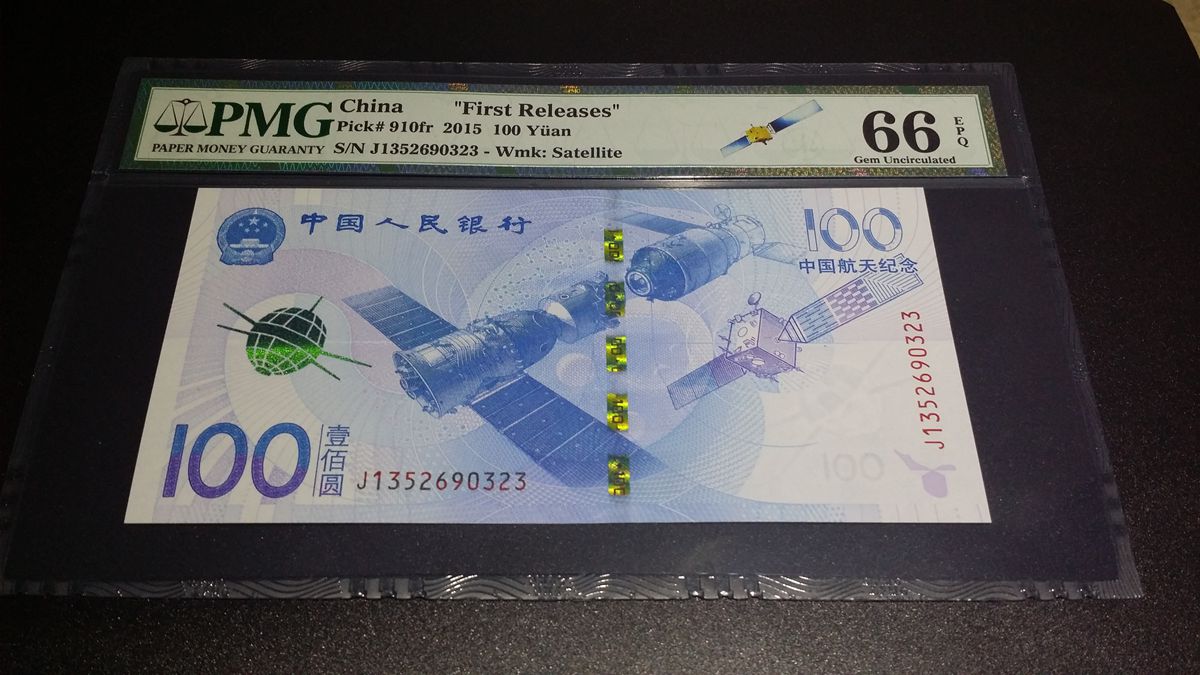 PMG
PAPER MONEY GUARANTY
China "First Releases"
Pick# 910fr 2015 100 Yüan
S/N J1352690323 - Wmk: Satellite
66
EPQ
Gem Uncirculated
中国人民银行
100
中国航天纪念
J1352690323
100
壹佰圆
J1352690323
100